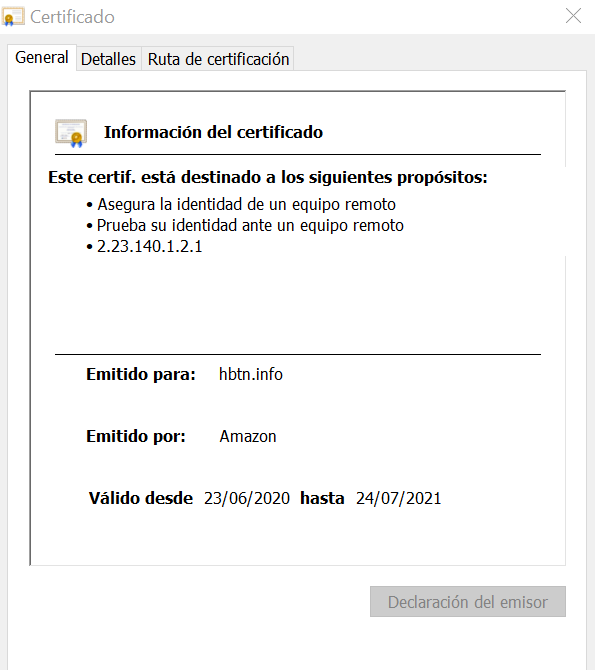 Certificado
General Detalles Ruta de certificación
Información del certificado
Este certif. está destinado a los siguientes propósitos:
• Asegura la identidad de un equipo remoto
• Prueba su identidad ante un equipo remoto
• 2.23.140.1.2.1
Emitido para: hbtn.info
Emitido por: Amazon
Válido desde 23/06/2020 hasta 24/07/2021
Declaración del emisor